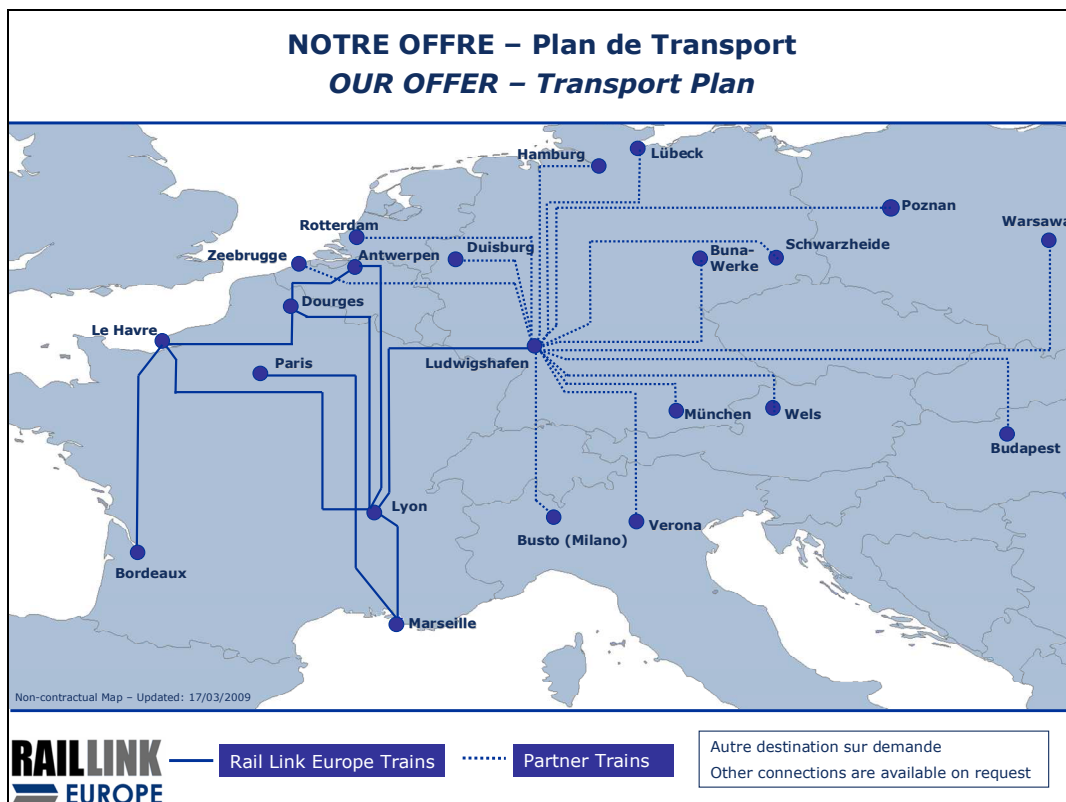 NOTRE OFFRE – Plan de Transport
OUR OFFER – Transport Plan
Hamburg
Lübeck
Poznan
Warsawa
Rotterdam
Zeebrugge
Antwerpen
Duisburg
Buna-
Werke
Schwarzheide
Dourges
Le Havre
Paris
Ludwigshafen
München
Wels
Budapest
Lyon
Busto (Milano)
Verona
Bordeaux
Marseille
Non-contractual Map – Updated: 17/03/2009
RAILLINK
EUROPE
Rail Link Europe Trains
Partner Trains
Autre destination sur demande
Other connections are available on request